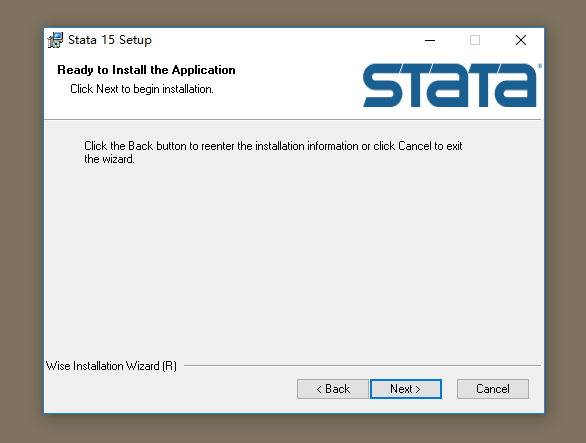 Stata 15 Setup
Ready to Install the Application
Click Next to begin installation.
STATA
Click the Back button to reenter the installation information or click Cancel to exit
the wizard.
Wise Installation Wizard (R)
< Back
Next >
Cancel